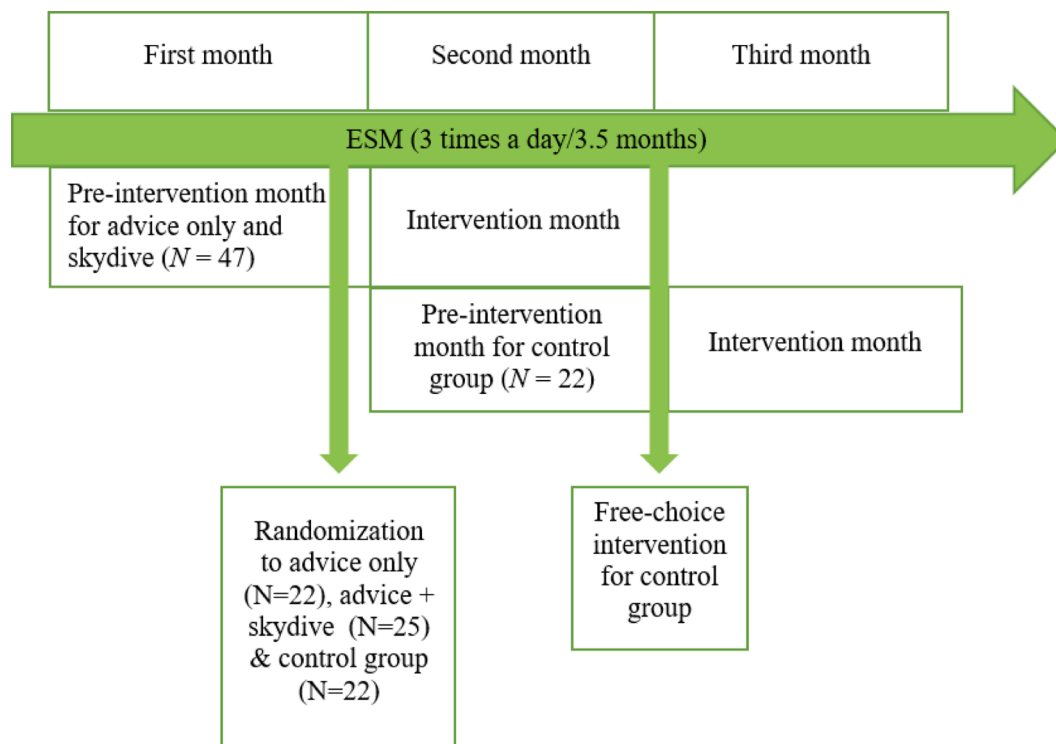 First month
Second month
Third month
ESM (3 times a day/3.5 months)
Pre-intervention month
for advice only and
skydive (N = 47)
Intervention month
Pre-intervention
month for control
group (N = 22)
Intervention month
Randomization
to advice only
(N=22), advice +
skydive (N=25)
& control group
(N=22)
Free-choice
intervention
for control
group